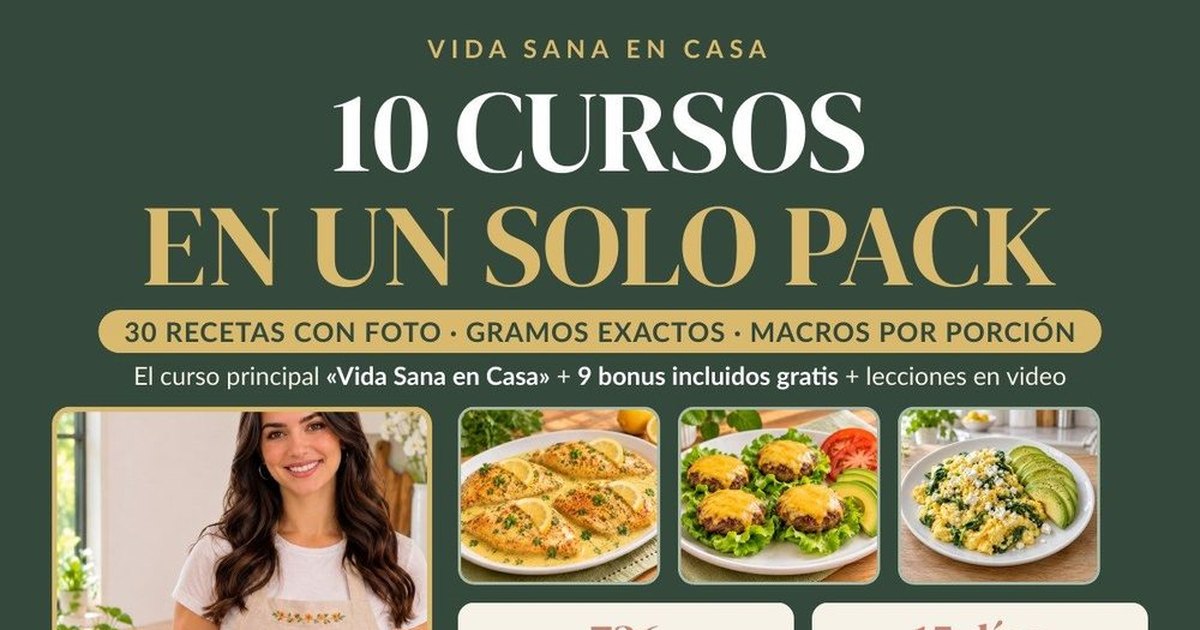 VIDA SANA EN CASA
10 CURSOS
EN UN SOLO PACK
30 RECETAS CON FOTO · GRAMOS EXACTOS · MACROS POR PORCIÓN
El curso principal «Vida Sana en Casa» + 9 bonus incluidos gratis + lecciones en video